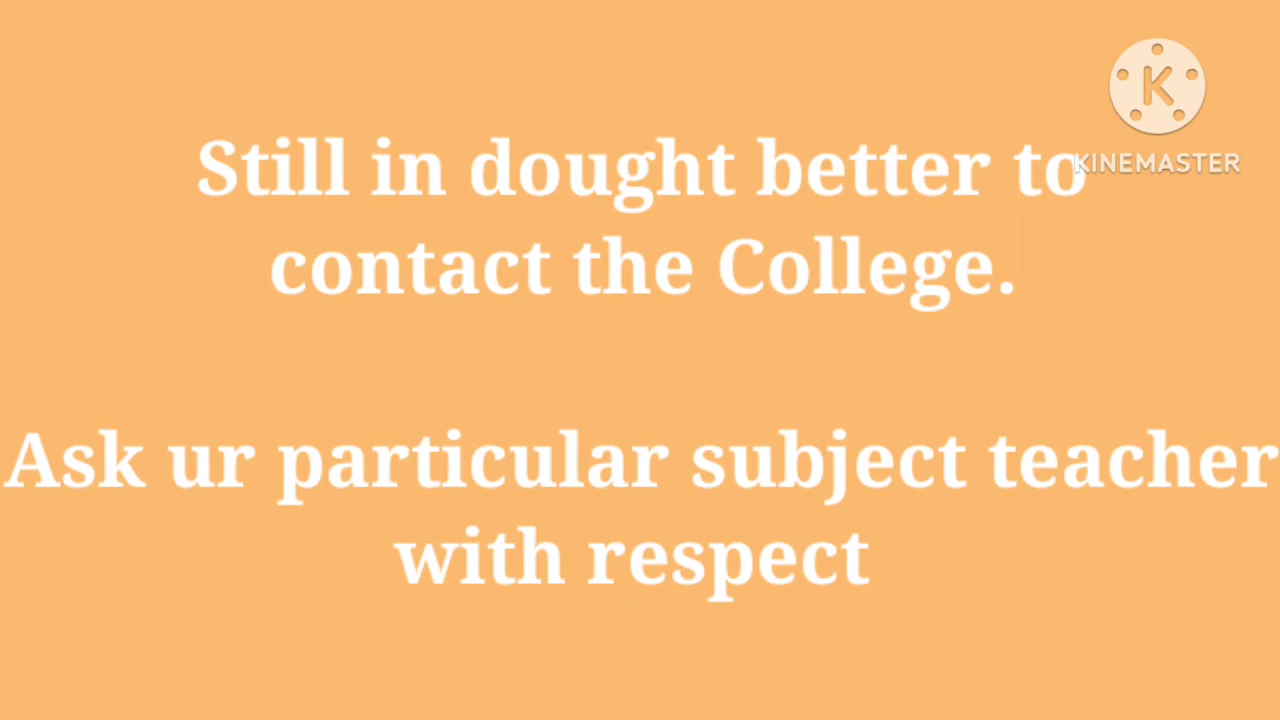 Still in dought better to
KINEMASTER
contact the College.
Ask ur particular subject teacher
with respect